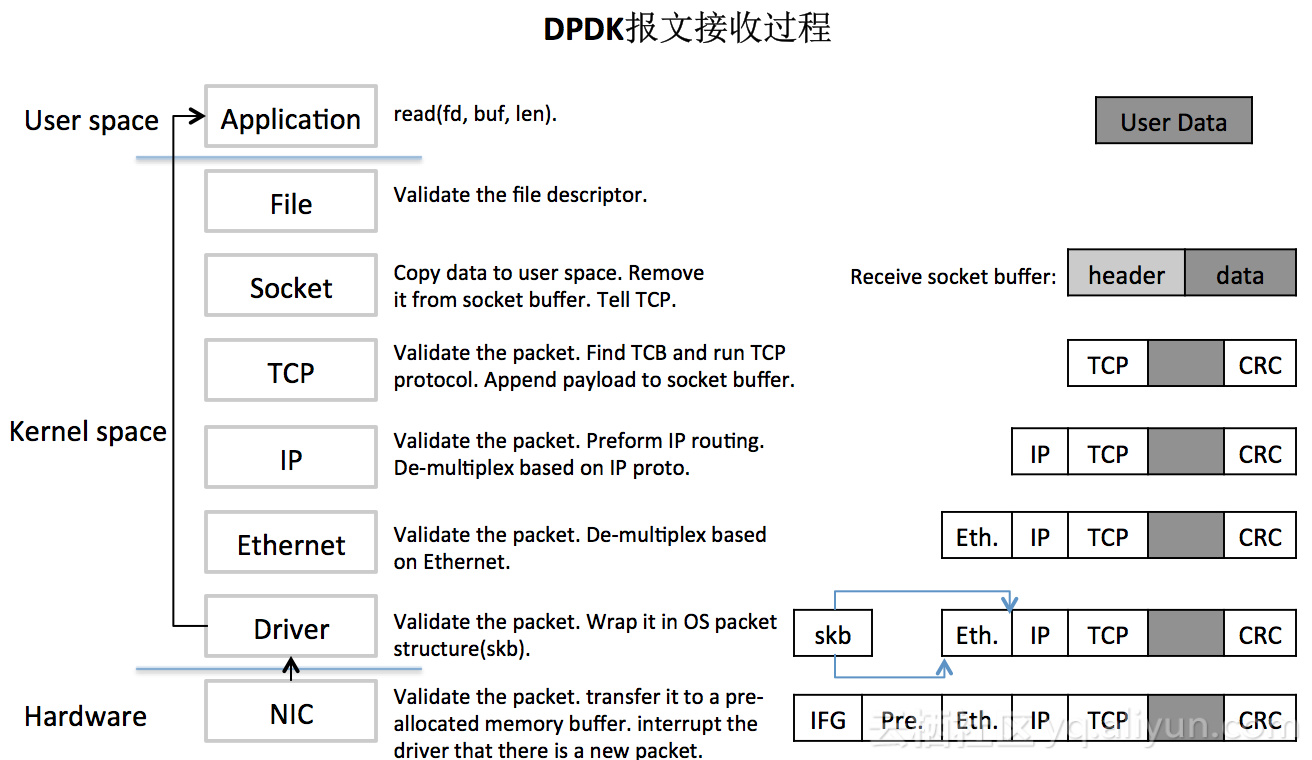 DPDK报文接收过程
User space
Application
read(fd, buf, len).
User Data
File
Validate the file descriptor.
Socket
Copy data to user space. Remove
it from socket buffer. Tell TCP.
Receive socket buffer:
header
data
TCP
Validate the packet. Find TCB and run TCP
protocol. Append payload to socket buffer.
TCP
CRC
Kernel space
IP
Validate the packet. Preform IP routing.
De-multiplex based on IP proto.
IP
TCP
CRC
Ethernet
Validate the packet. De-multiplex based
on Ethernet.
Eth.
IP
TCP
CRC
Driver
Validate the packet. Wrap it in OS packet
structure(skb).
skb
Eth.
IP
TCP
CRC
Hardware
NIC
Validate the packet. transfer it to a pre-
allocated memory buffer. interrupt the
driver that there is a new packet.
IFG
Pre.
Eth.
IP
TCP
CRC
云栖社区 yq.aliyun.com